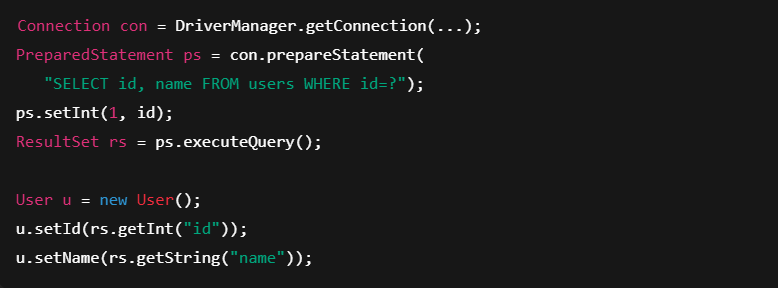 Connection con = DriverManager.getConnection(...);
PreparedStatement ps = con.prepareStatement(
   "SELECT id, name FROM users WHERE id=?");
ps.setInt(1, id);
ResultSet rs = ps.executeQuery();

User u = new User();
u.setId(rs.getInt("id"));
u.setName(rs.getString("name"));